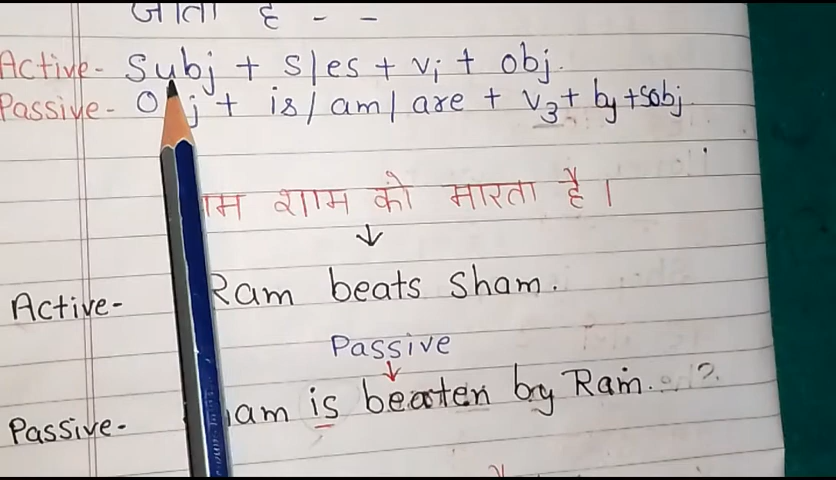 जाता है - -
Active- Subj + s/es + v₁ + obj.
Passive- O j + is/am/are + v3 + by + sobj
ाम शाम को मारता है।
↓
Active- Ram beats Sham.
Passive
↓
Passive- ham is beaten by Ram.